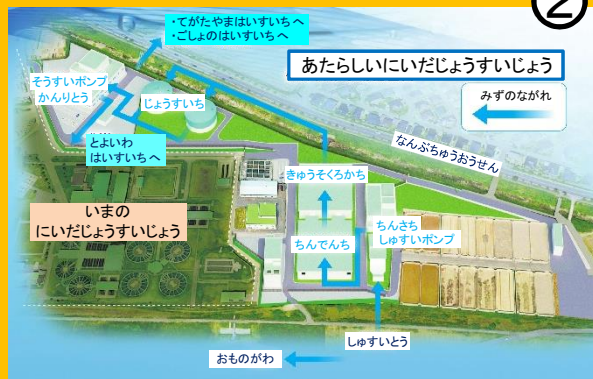 ②
・てがたやまはいすいちへ
・ごしょのはいすいちへ
あたらしいにいだじょうすいじょう
みずのながれ
そうすいポンプ
かんりとう
じょうすいち
とよいわ
はいすいちへ
なんぶちゅうおうせん
きゅうそくろかち
いまの
にいだじょうすいじょう
ちんでんち
ちんさち
しゅすいポンプ
しゅすいとう
おものがわ